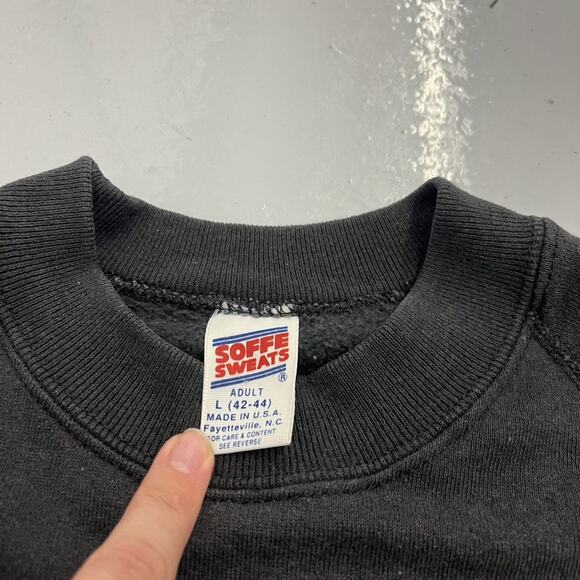 SOFFE
SWEATS
®
ADULT
L (42-44)
MADE IN U.S.A.
Fayetteville, N.C.
FOR CARE & CONTENT
SEE REVERSE